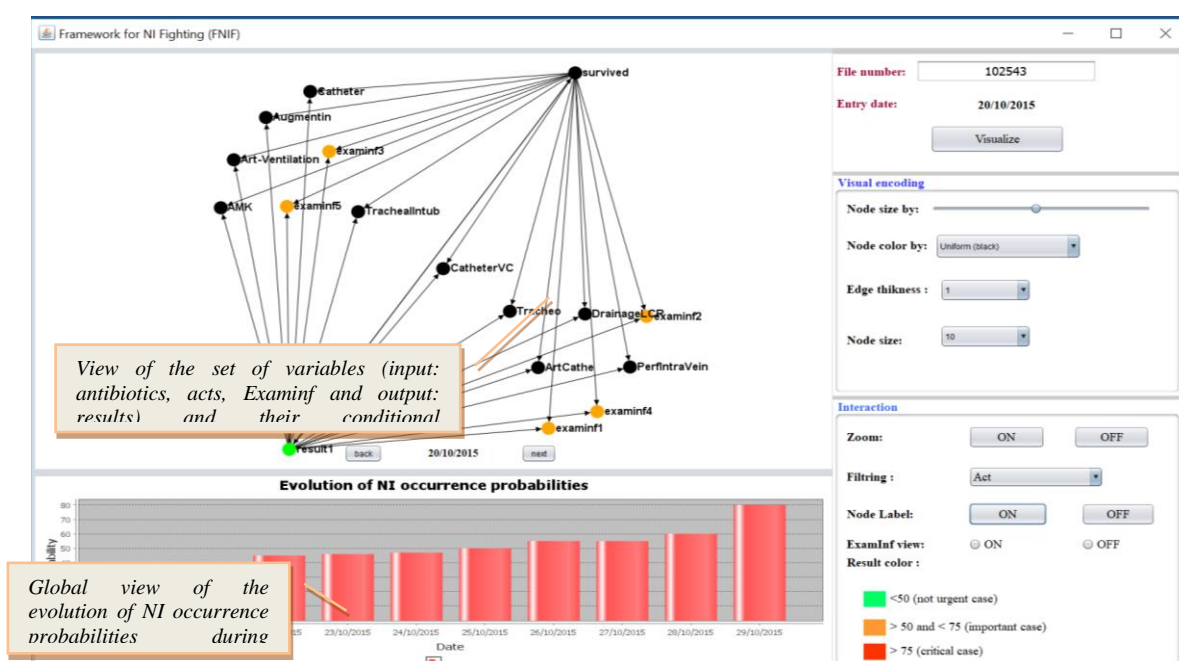 Framework for NI Fighting (FNIF)
survived
Catheter
Augmentin
Art-Ventilation
examinf3
AMK
examinf5
TrachealIntub
CatheterVC
Tracheo
DrainageLCR
examinf2
ArtCathe
PerfIntraVein
examinf4
examinf1
result1
back
20/10/2015
next
View of the set of variables (input:
antibiotics, acts, Examinf and output:
results) and their conditional
Evolution of NI occurrence probabilities
80
70
60
50
23/10/2015 24/10/2015 25/10/2015 26/10/2015 27/10/2015 28/10/2015 29/10/2015
Date
Global view of the
evolution of NI occurrence
probabilities during
File number: 102543
Entry date: 20/10/2015
Visualize
Visual encoding
Node size by:
Node color by: Uniform (black)
Edge thikness : 1
Node size: 10
Interaction
Zoom: ON OFF
Filtring : Act
Node Label: ON OFF
ExamInf view: ON OFF
Result color :
<50 (not urgent case)
> 50 and < 75 (important case)
> 75 (critical case)